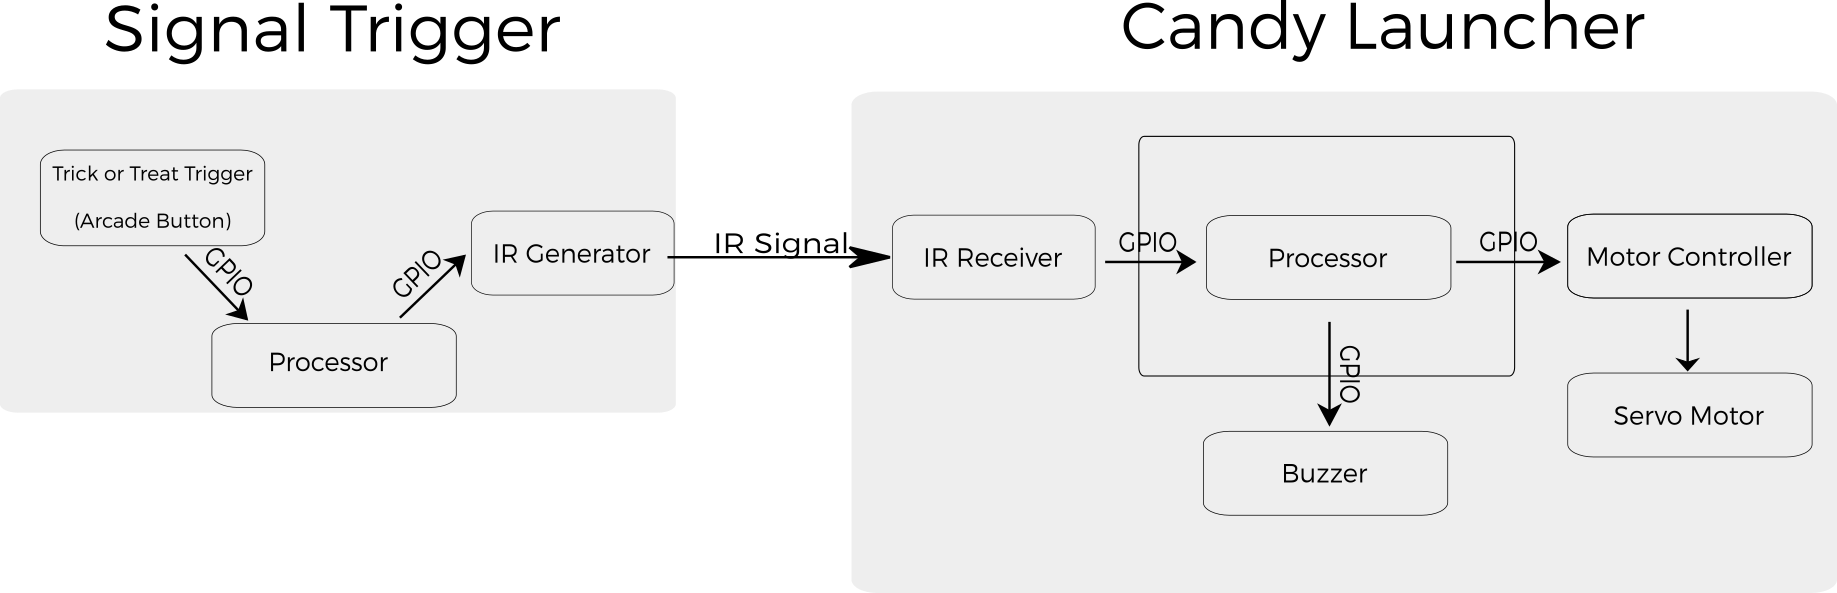 Signal Trigger
Candy Launcher
Trick or Treat Trigger
(Arcade Button)
GPIO
Processor
GPIO
IR Generator
IR Signal
IR Receiver
GPIO
Processor
GPIO
Motor Controller
GPIO
Buzzer
Servo Motor